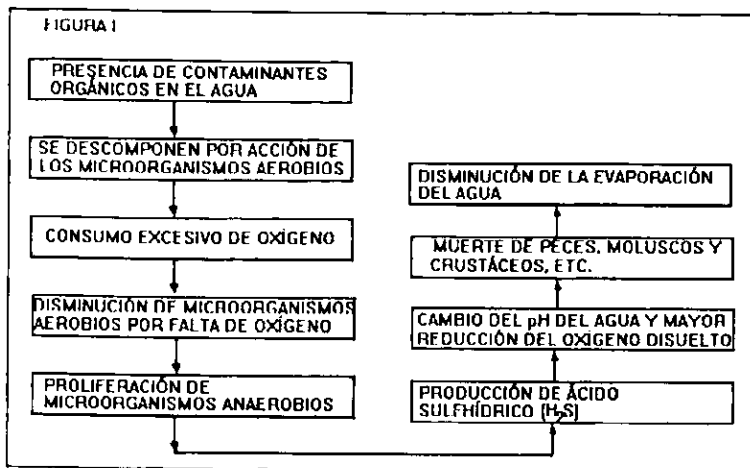 FIGURA I
PRESENCIA DE CONTAMINANTES
ORGÁNICOS EN EL AGUA
SE DESCOMPONEN POR ACCIÓN DE
LOS MICROORGANISMOS AEROBIOS
CONSUMO EXCESIVO DE OXÍGENO
DISMINUCIÓN DE MICROORGANISMOS
AEROBIOS POR FALTA DE OXÍGENO
PROLIFERACIÓN DE
MICROORGANISMOS ANAEROBIOS
PRODUCCIÓN DE ÁCIDO
SULFHÍDRICO (H₂S)
CAMBIO DEL pH DEL AGUA Y MAYOR
REDUCCIÓN DEL OXÍGENO DISUELTO
MUERTE DE PECES, MOLUSCOS Y
CRUSTÁCEOS, ETC.
DISMINUCIÓN DE LA EVAPORACIÓN
DEL AGUA